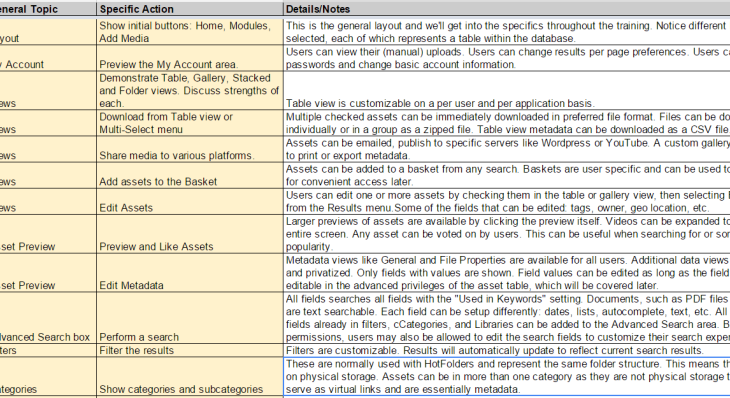 eneral Topic Specific Action Details/Notes
yout Show initial buttons: Home, Modules,
Add Media
This is the general layout and we'll get into the specifics throughout the training. Notice different
selected, each of which represents a table within the database.
y Account Preview the My Account area.
Users can view their (manual) uploads. Users can change results per page preferences. Users c
passwords and change basic account information.
ews Demonstrate Table, Gallery, Stacked
and Folder views. Discuss strengths of
each.
Table view is customizable on a per user and per application basis.
ews Download from Table view or
Multi-Select menu
Multiple checked assets can be immediately downloaded in preferred file format. Files can be do
individually or in a group as a zipped file. Table view metadata can be downloaded as a CSV file
ews Share media to various platforms.
Assets can be emailed, publish to specific servers like Wordpress or YouTube. A custom gallery
to print or export metadata.
ews Add assets to the Basket
Assets can be added to a basket from any search. Baskets are user specific and can be used to
for convenient access later.
ews Edit Assets
Users can edit one or more assets by checking them in the table or gallery view, then selecting
from the Results menu.Some of the fields that can be edited: tags, owner, geo location, etc.
set Preview Preview and Like Assets
Larger previews of assets are available by clicking the preview itself. Videos can be expanded to
entire screen. Any asset can be voted on by users. This can be useful when searching for or sor
popularity.
set Preview Edit Metadata
Metadata views like General and File Properties are available for all users. Additional data views
and privatized. Only fields with values are shown. Field values can be edited as long as the field
editable in the advanced privileges of the asset table, which will be covered later.
dvanced Search box Perform a search
All fields searches all fields with the "Used in Keywords" setting. Documents, such as PDF files
are text searchable. Each field can be setup differently: dates, lists, autocomplete, text, etc. All
fields already in filters, cCategories, and Libraries can be added to the Advanced Search area. B
permissions, users may also be allowed to edit the search fields to customize their search expe
ters Filter the results Filters are customizable. Results will automatically update to reflect current search results.
ategories Show categories and subcategories
These are normally used with HotFolders and represent the same folder structure. This means th
on physical storage. Assets can be in more than one category as they are not physical storage t
serve as virtual links and are essentially metadata.